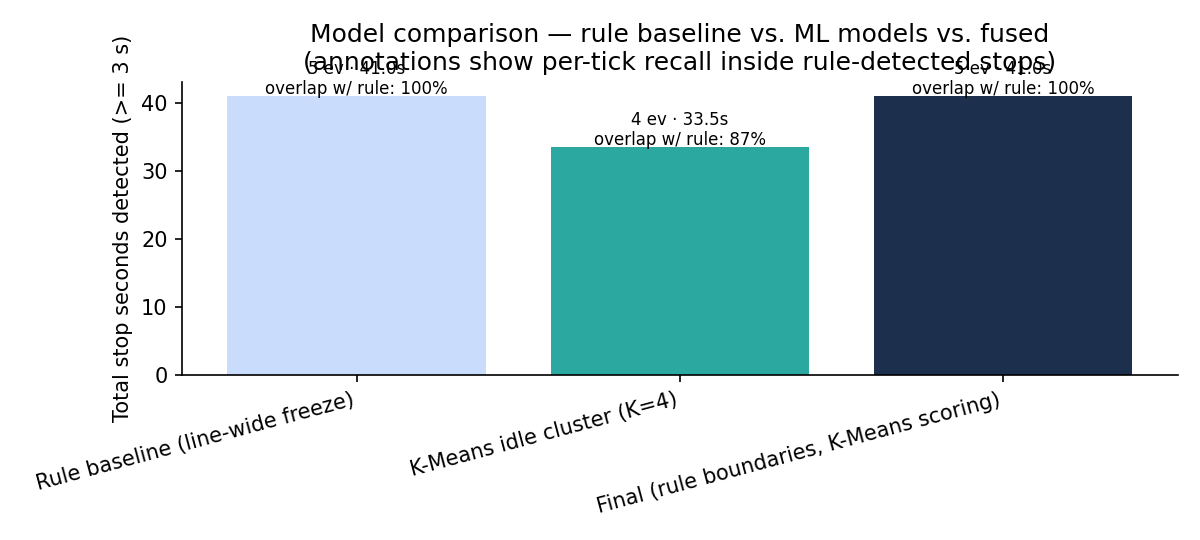 Model comparison — rule baseline vs. ML models vs. fused
(annotations show per-tick recall inside rule-detected stops)
5 ev · 41.0s
overlap w/ rule: 100%
4 ev · 33.5s
overlap w/ rule: 87%
5 ev · 41.0s
overlap w/ rule: 100%
Total stop seconds detected (>= 3 s)
40
30
20
10
0
Rule baseline (line-wide freeze)
K-Means idle cluster (K=4)
Final (rule boundaries, K-Means scoring)